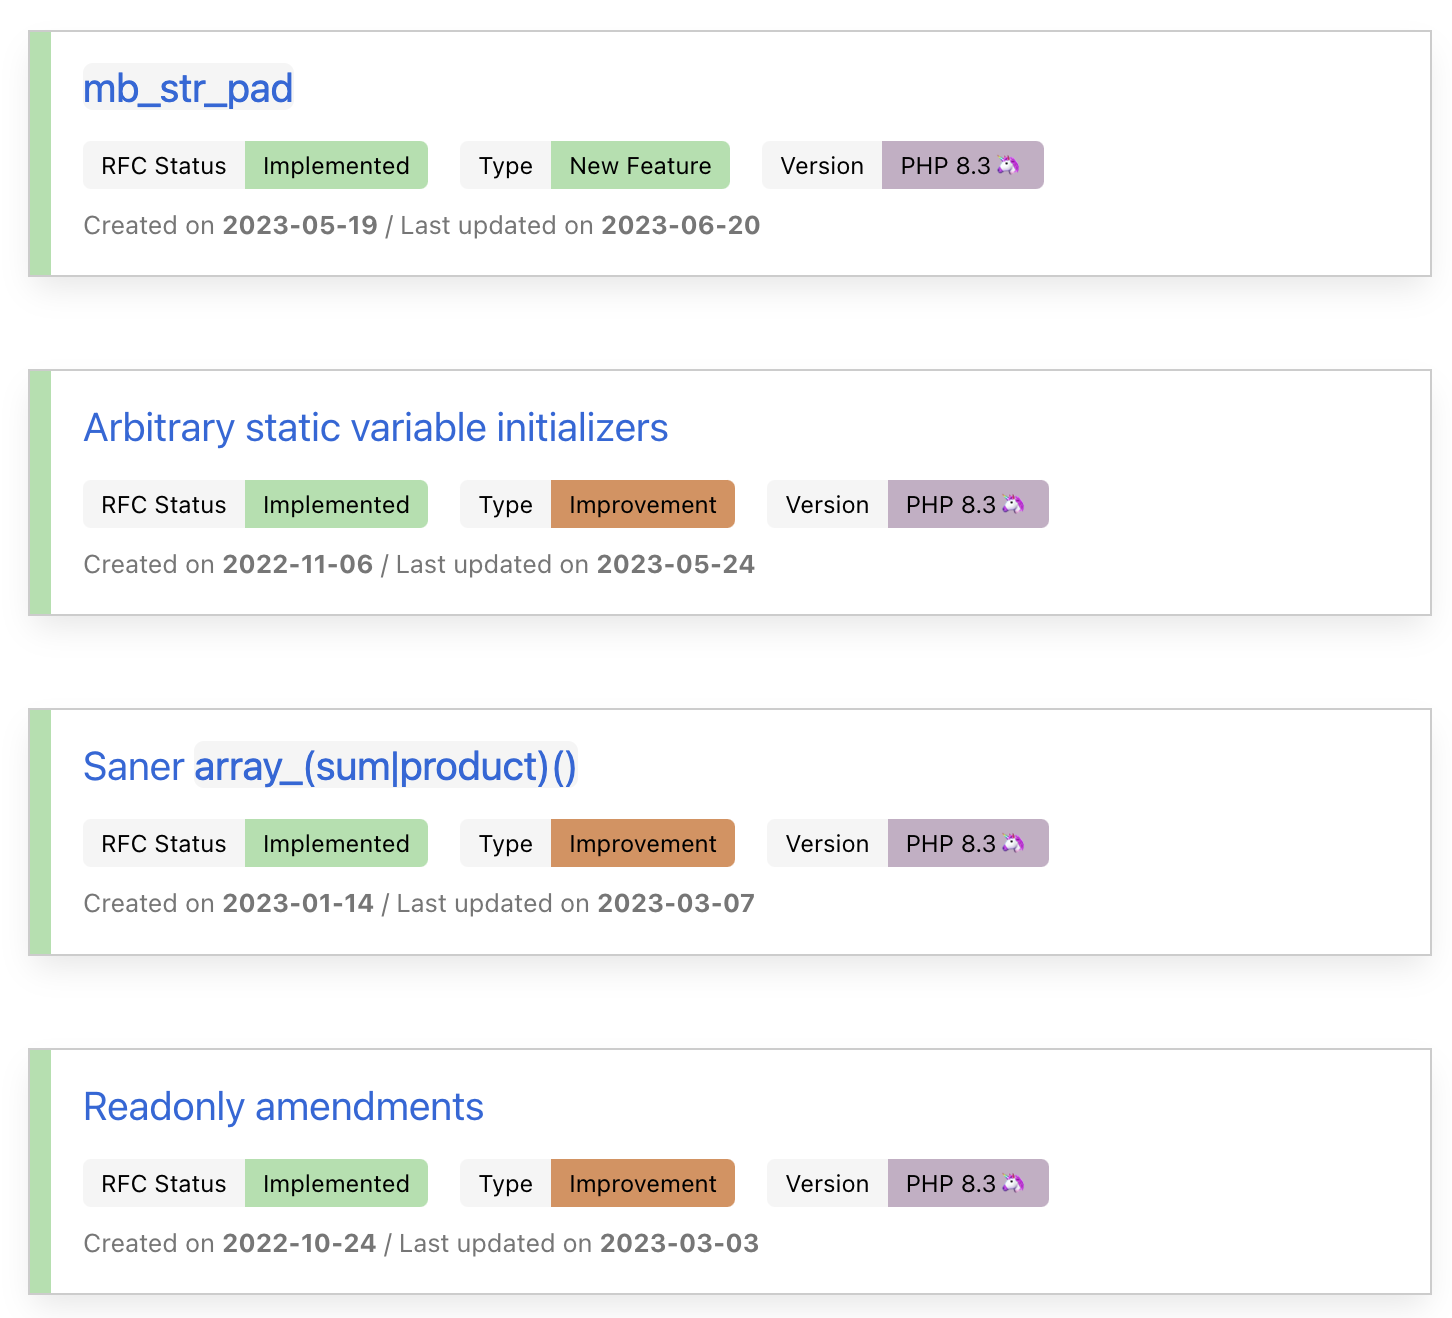 mb_str_pad
RFC Status Implemented Type New Feature Version PHP 8.3🦄
Created on 2023-05-19 / Last updated on 2023-06-20
Arbitrary static variable initializers
RFC Status Implemented Type Improvement Version PHP 8.3🦄
Created on 2022-11-06 / Last updated on 2023-05-24
Saner array_(sum|product)()
RFC Status Implemented Type Improvement Version PHP 8.3🦄
Created on 2023-01-14 / Last updated on 2023-03-07
Readonly amendments
RFC Status Implemented Type Improvement Version PHP 8.3🦄
Created on 2022-10-24 / Last updated on 2023-03-03